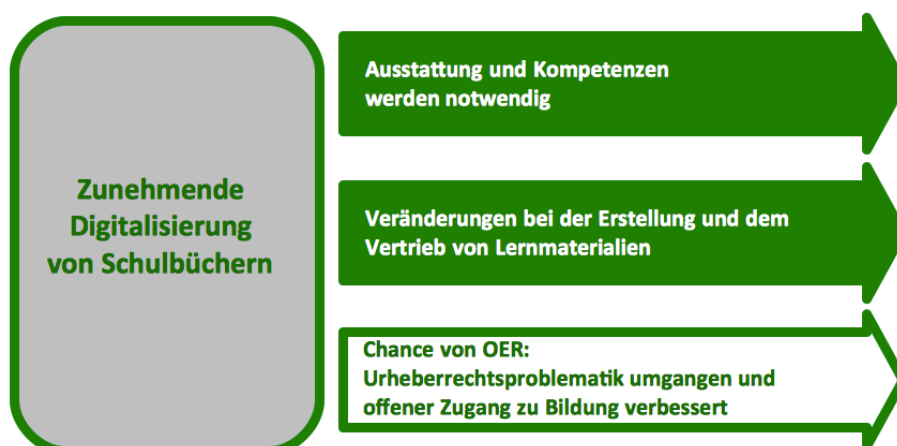 Zunehmende
Digitalisierung
von Schulbüchern
Ausstattung und Kompetenzen
werden notwendig
Veränderungen bei der Erstellung und dem
Vertrieb von Lernmaterialien
Chance von OER:
Urheberrechtsproblematik umgangen und
offener Zugang zu Bildung verbessert